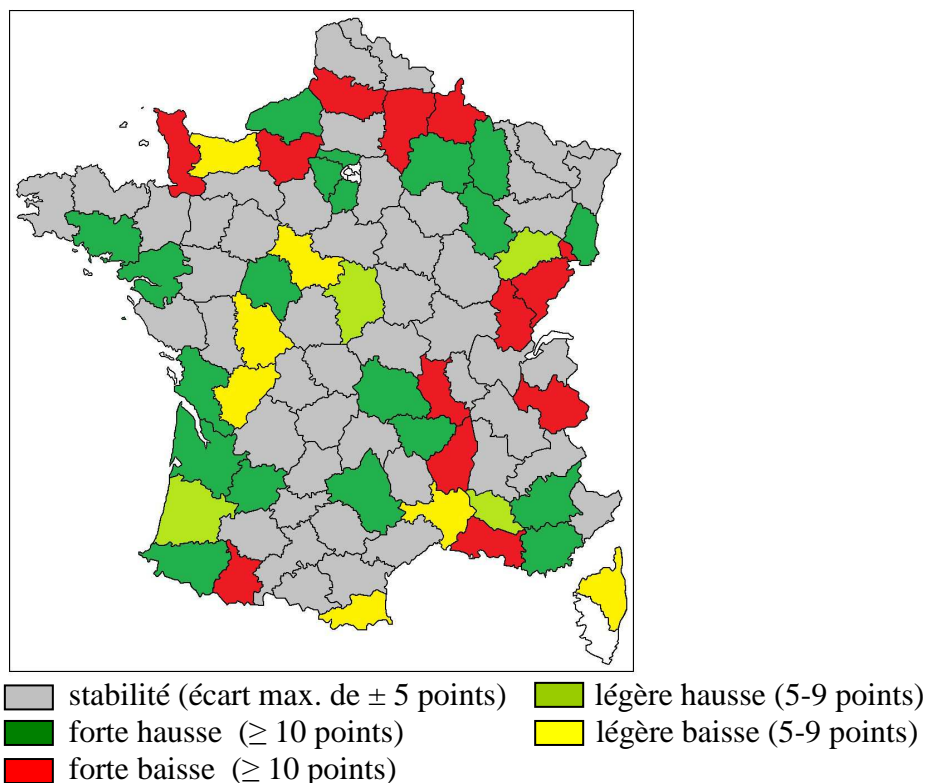 stabilité (écart max. de ± 5 points) légère hausse (5-9 points)
forte hausse (≥ 10 points) légère baisse (5-9 points)
forte baisse (≥ 10 points)